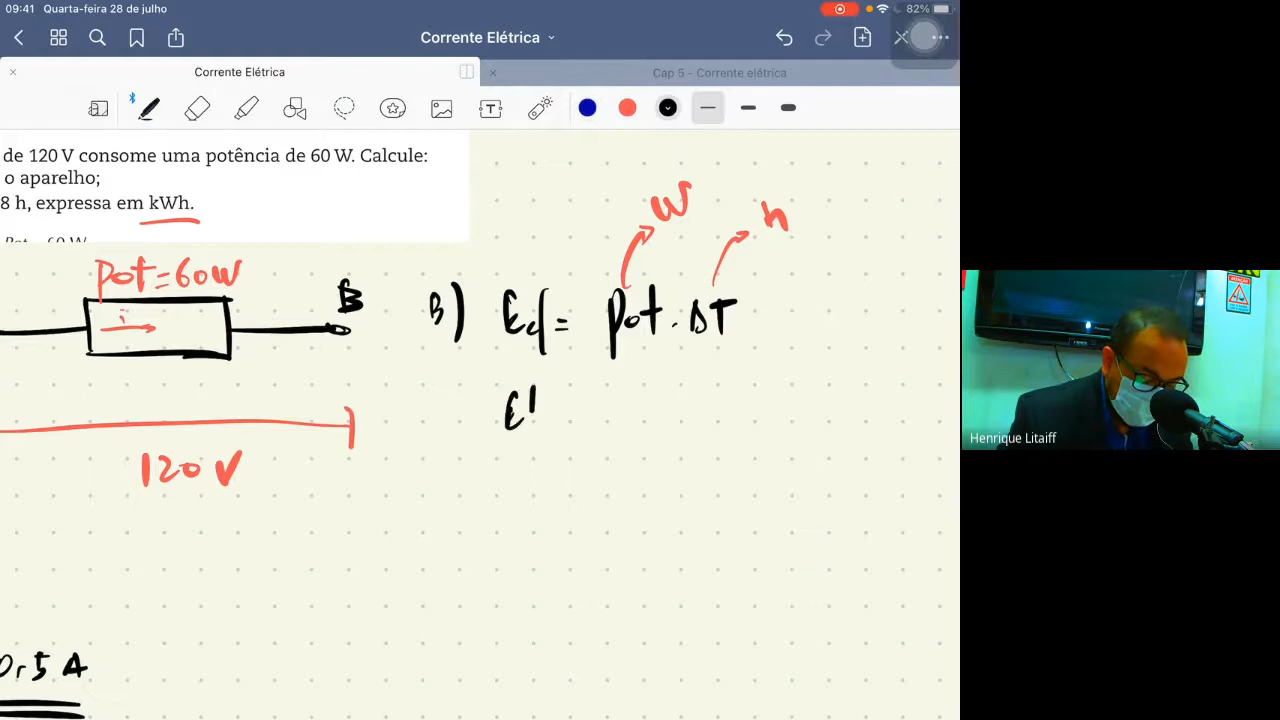 09:41 Quarta-feira 28 de julho
82%
Corrente Elétrica
Corrente Elétrica
Cap 5 - Corrente elétrica
de 120 V consome uma potência de 60 W. Calcule:
o aparelho;
8 h, expressa em kWh.
W
h
pot=60W
i
B
B) Eel = pot . ΔT
El
120 V
Henrique Litaiff
0,5 A